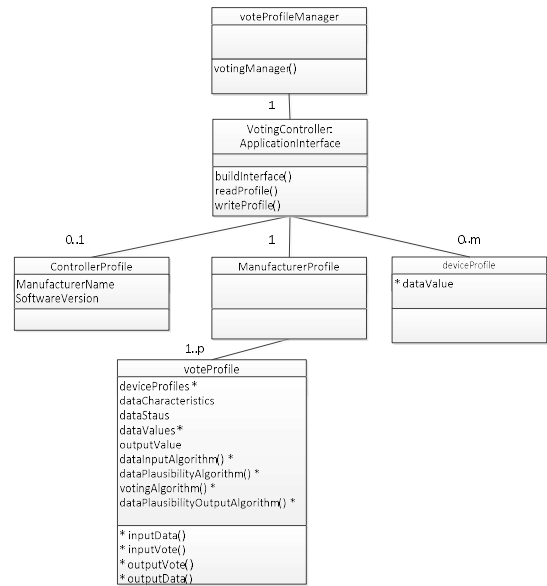 voteProfileManager
votingManager()
1
VotingController:
ApplicationInterface
buildInterface()
readProfile()
writeProfile()
0..1
1
0..m
ControllerProfile
ManufacturerName
SoftwareVersion
ManufacturerProfile
deviceProfile
* dataValue
1..p
voteProfile
deviceProfiles *
dataCharacteristics
dataStaus
dataValues *
outputValue
dataInputAlgorithm() *
dataPlausibilityAlgorithm() *
votingAlgorithm() *
dataPlausibilityOutputAlgorithm() *
* inputData()
* inputVote()
* outputVote()
* outputData()